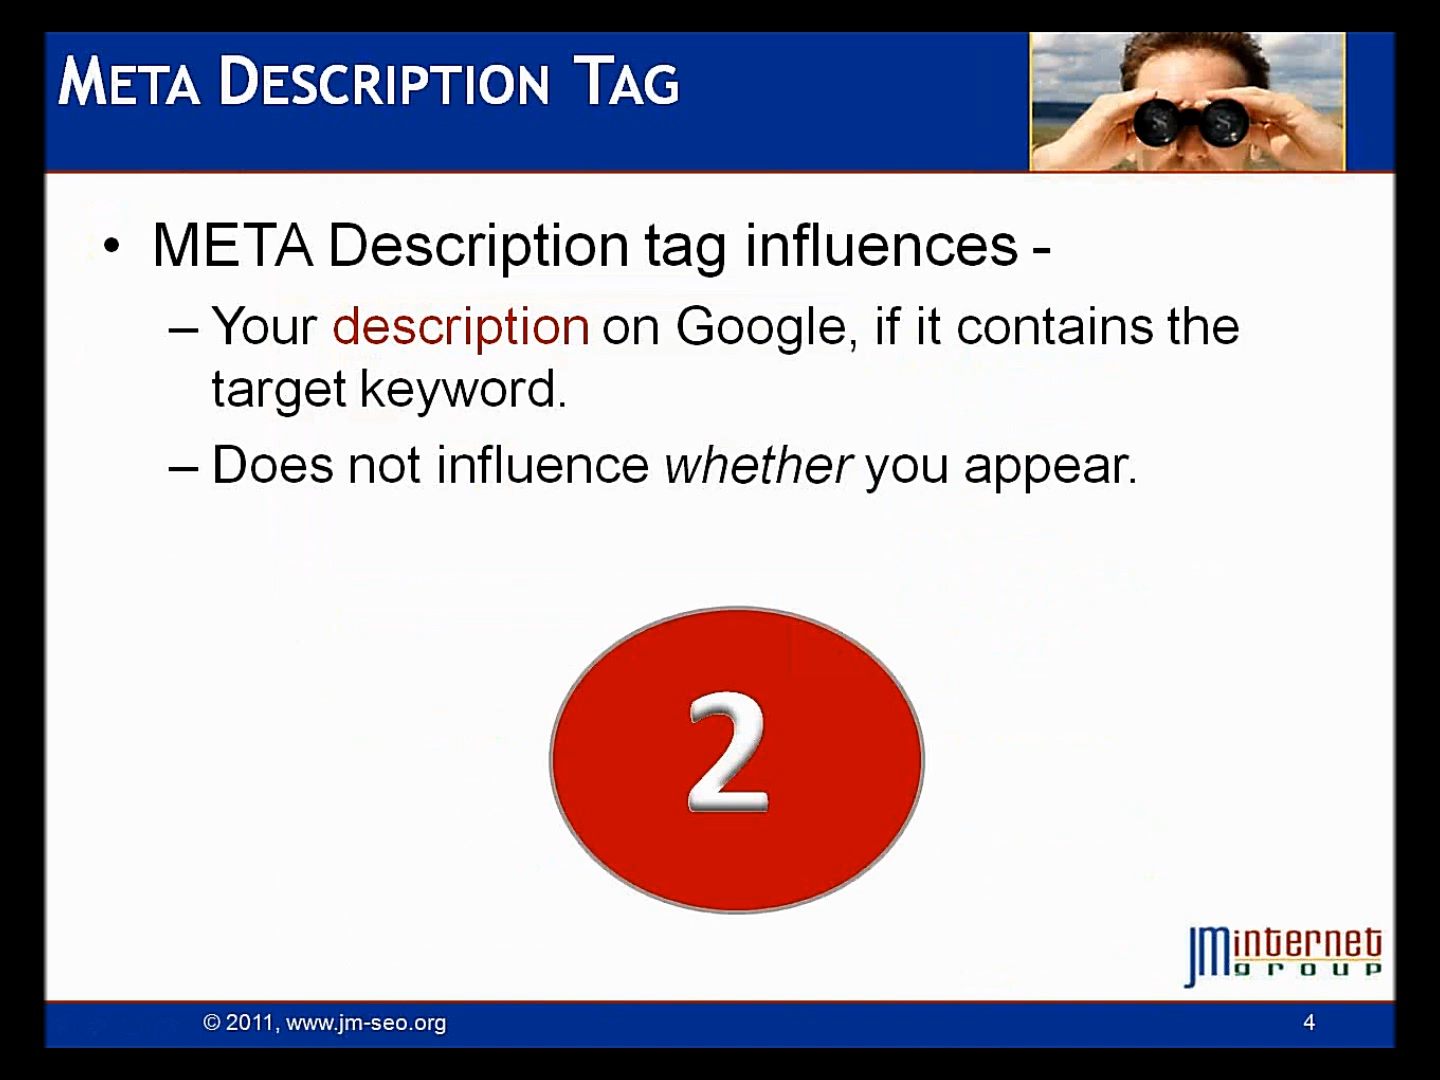 META DESCRIPTION TAG
• META Description tag influences -
– Your description on Google, if it contains the
target keyword.
– Does not influence whether you appear.
2
JMinternet
group
© 2011, www.jm-seo.org
4